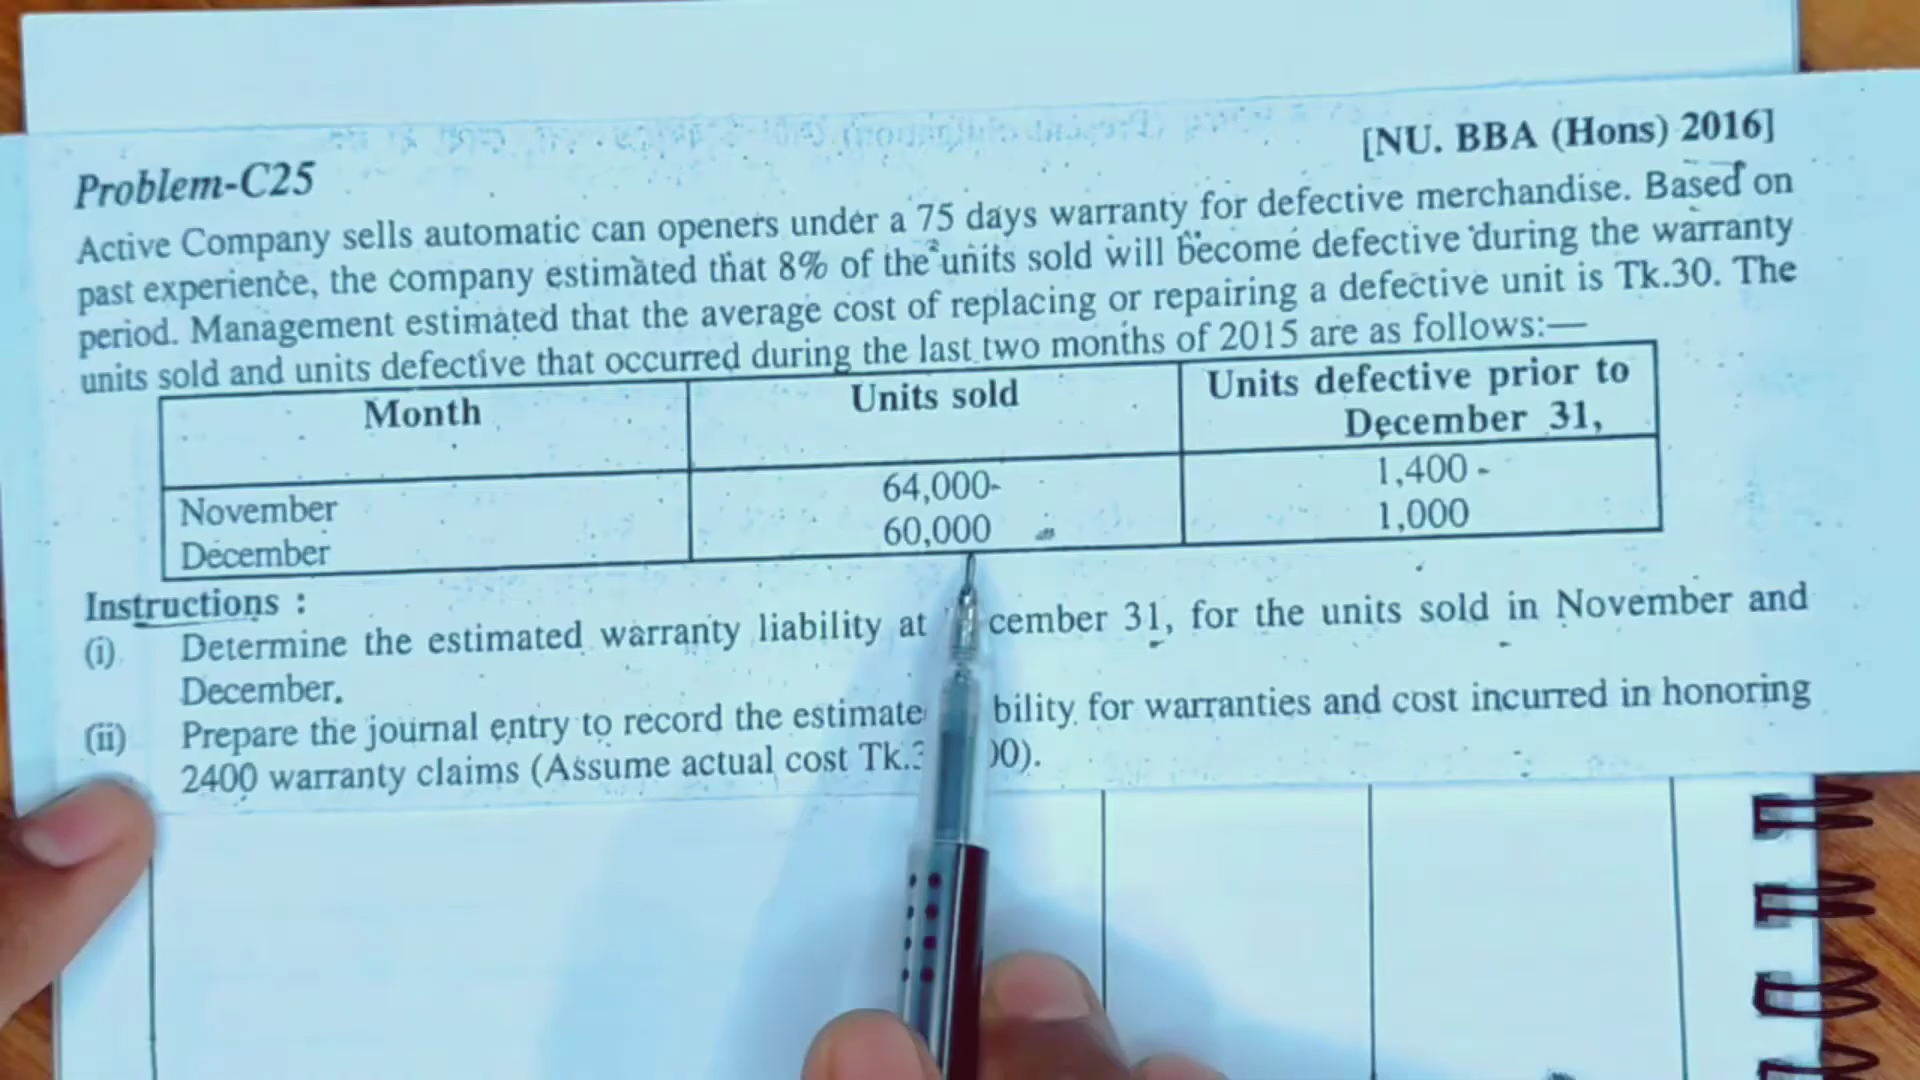 [NU. BBA (Hons) 2016]
Problem-C25
Active Company sells automatic can openers under a 75 days warranty for defective merchandise. Based on
past experience, the company estimated that 8% of the units sold will become defective during the warranty
period. Management estimated that the average cost of replacing or repairing a defective unit is Tk.30. The
units sold and units defective that occurred during the last two months of 2015 are as follows:—
Month Units sold Units defective prior to
December 31,
November 64,000 1,400
December 60,000 1,000
Instructions :
(i) Determine the estimated warranty liability at cember 31, for the units sold in November and
December.
(ii) Prepare the journal entry to record the estimate bility for warranties and cost incurred in honoring
2400 warranty claims (Assume actual cost Tk.